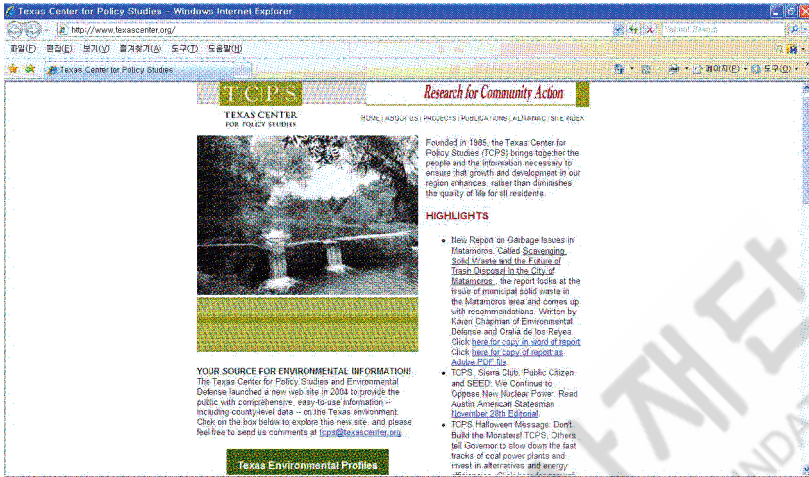 Texas Center for Policy Studies - Windows Internet Explorer
http://www.texascenter.org/
파일(F) 편집(E) 보기(V) 즐겨찾기(A) 도구(T) 도움말(H)
Texas Center for Policy Studies
페이지(P) 도구(O)
TCPS
Research for Community Action
TEXAS CENTER
FOR POLICY STUDIES
HOME | ABOUT US | PROJECTS | PUBLICATIONS | ALMANAC | SITE INDEX
Founded in 1985, the Texas Center for
Policy Studies (TCPS) brings together the
people and the information necessary to
ensure that growth and development in our
region enhances, rather than diminishes
the quality of life for all residents.
HIGHLIGHTS
New Report on Garbage Issues in
Matamoros. Called Scavenging,
Solid Waste and the Future of
Trash Disposal in the City of
Matamoros, the report looks at the
issue of municipal solid waste in
the Matamoros area and comes up
with recommendations. Written by
Karen Chapman of Environmental
Defense and Oralia de los Reyes.
Click here for copy in word of report
Click here for copy of report as
Adobe PDF file.
TCPS, Sierra Club, Public Citizen
and SEED: We Continue to
Oppose New Nuclear Power. Read
Austin American Statesman
November 28th Editorial.
TCPS Halloween Message: Don't
Build the Monsters! TCPS, Others
tell Governor to slow down the fast
tracks of coal power plants and
invest in alternatives and energy
YOUR SOURCE FOR ENVIRONMENTAL INFORMATION!
The Texas Center for Policy Studies and Environmental
Defense launched a new web site in 2004 to provide the
public with comprehensive, easy-to-use information --
including county-level data -- on the Texas environment.
Click on the box below to explore this new site, and please
feel free to send us comments at tcps@texascenter.org.
Texas Environmental Profiles